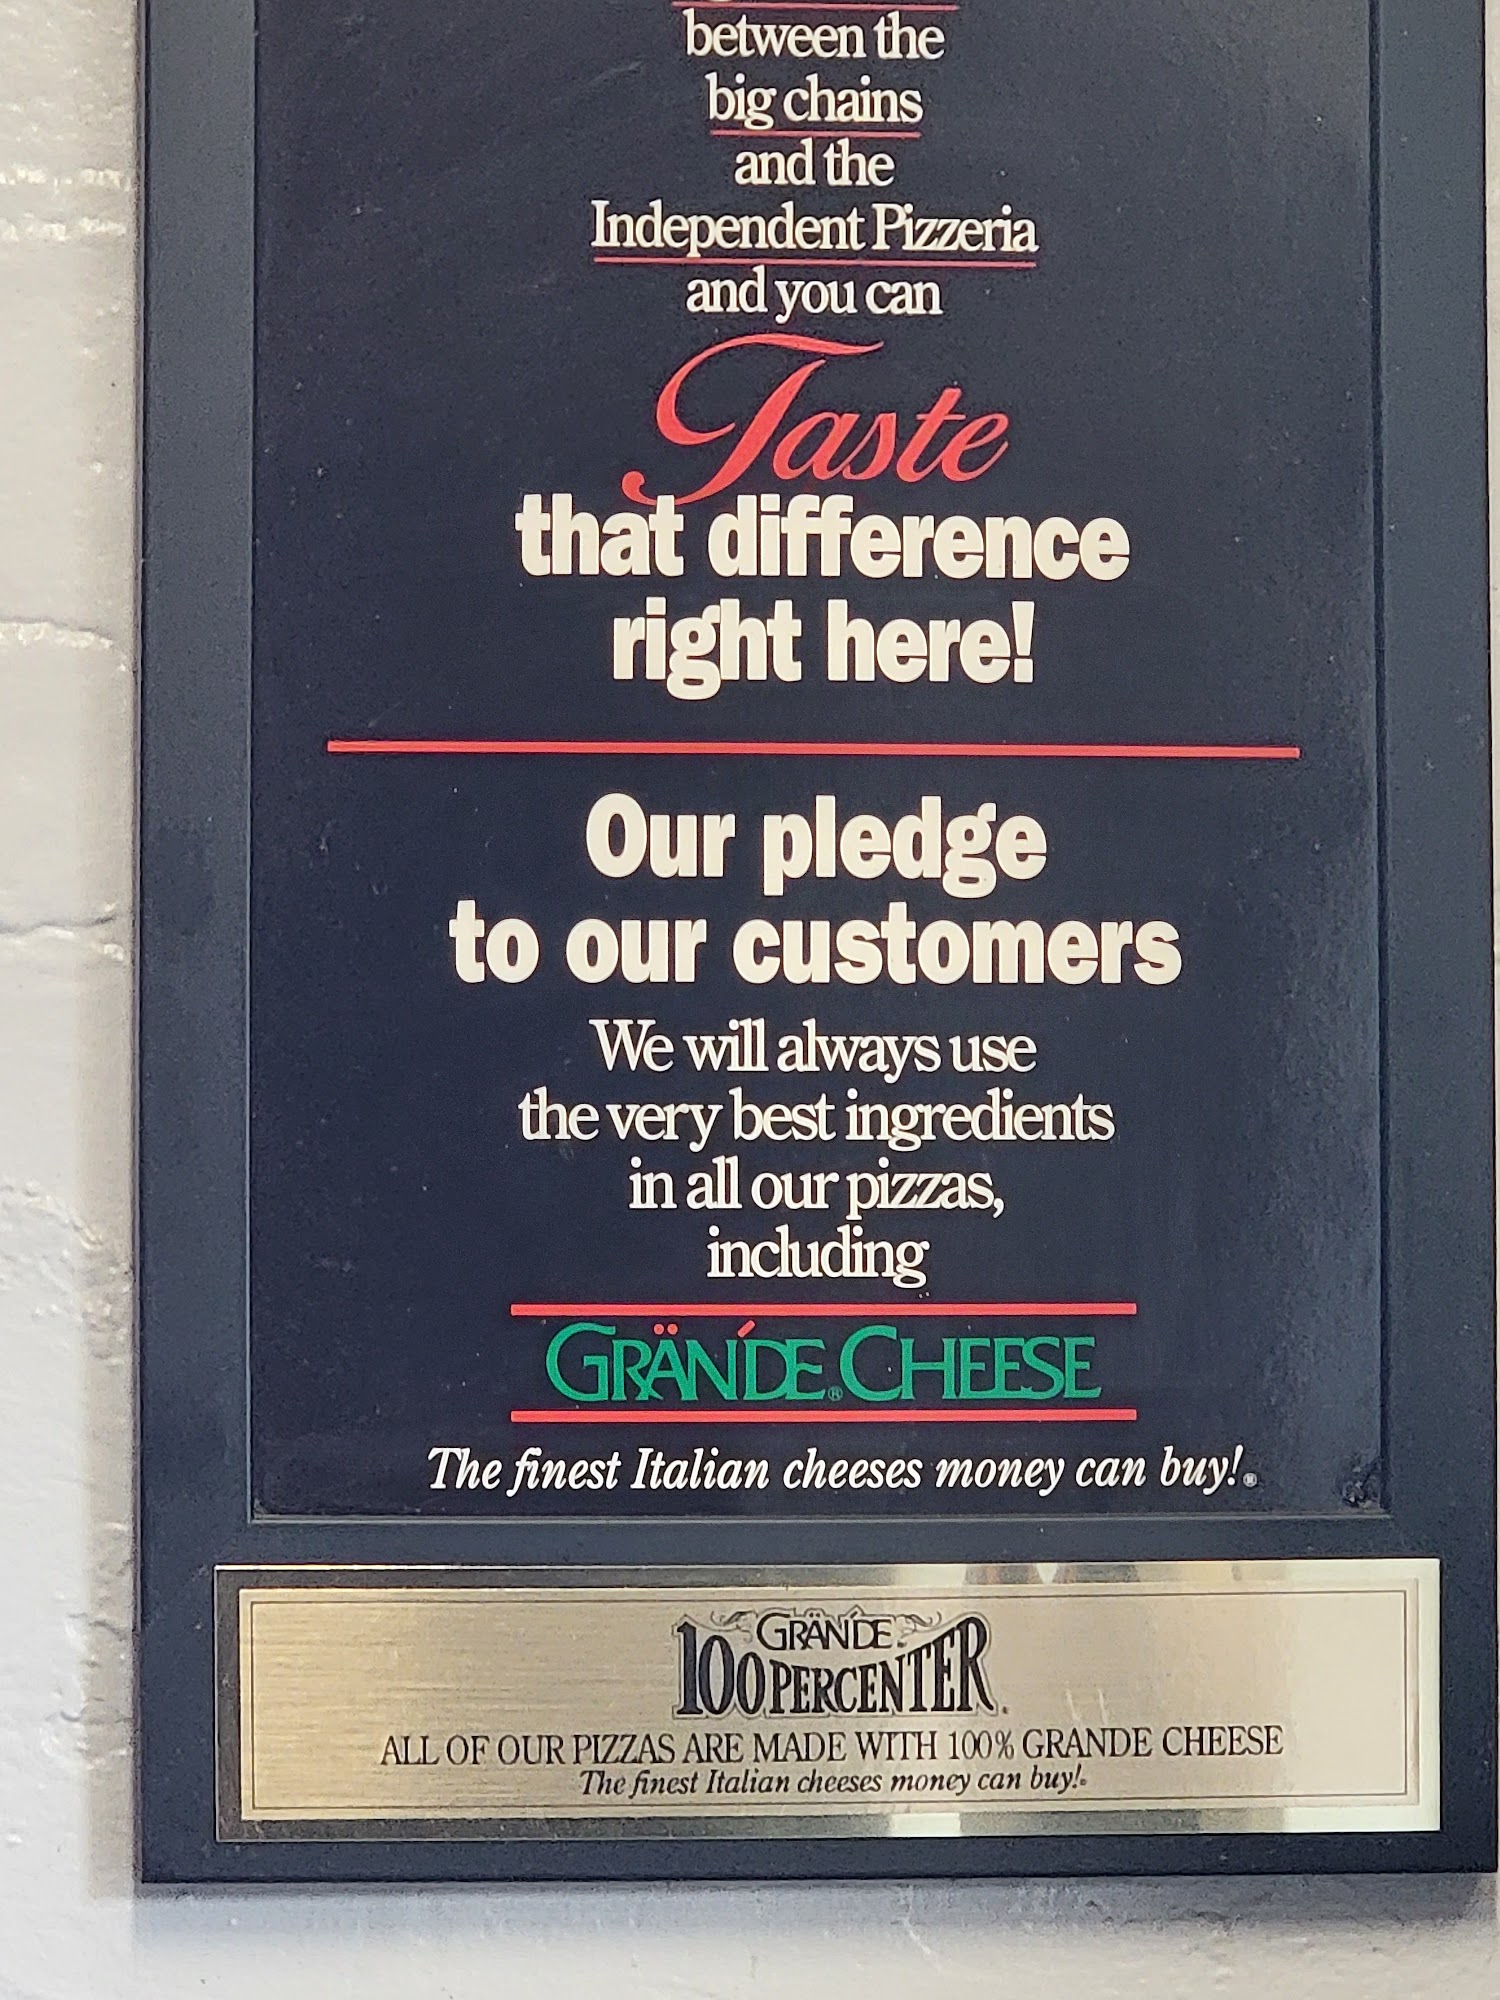 between the
big chains
and the
Independent Pizzeria
and you can
Taste
that difference
right here!
Our pledge
to our customers
We will always use
the very best ingredients
in all our pizzas,
including
GRÄŃDE® CHEESE
The finest Italian cheeses money can buy!®
GRÄŃDE®
100 PERCENTER®
ALL OF OUR PIZZAS ARE MADE WITH 100% GRANDE CHEESE
The finest Italian cheeses money can buy!®